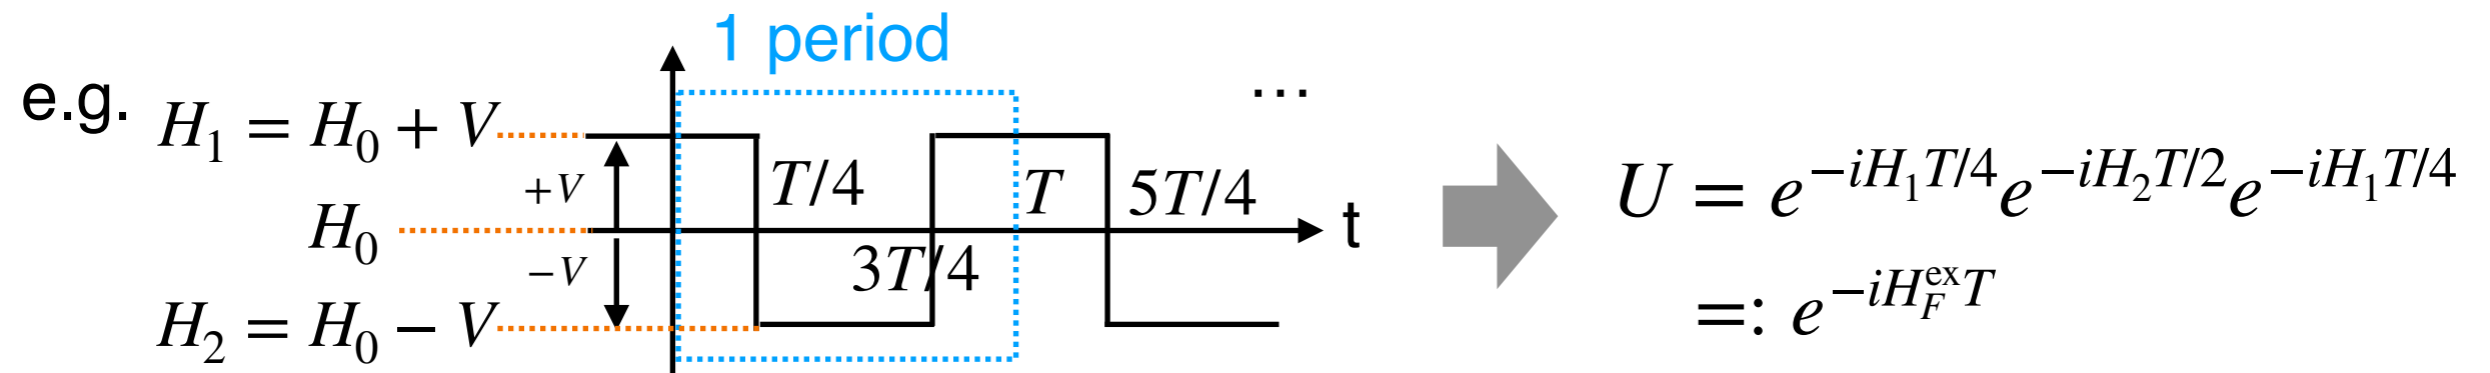 1 period
e.g. H₁ = H₀ + V
...
+V
T/4
T
5T/4
U = e^{−iH₁T/4}e^{−iH₂T/2}e^{−iH₁T/4}
H₀
t
−V
3T/4
=: e^{−iH_F^{ex}T}
H₂ = H₀ − V